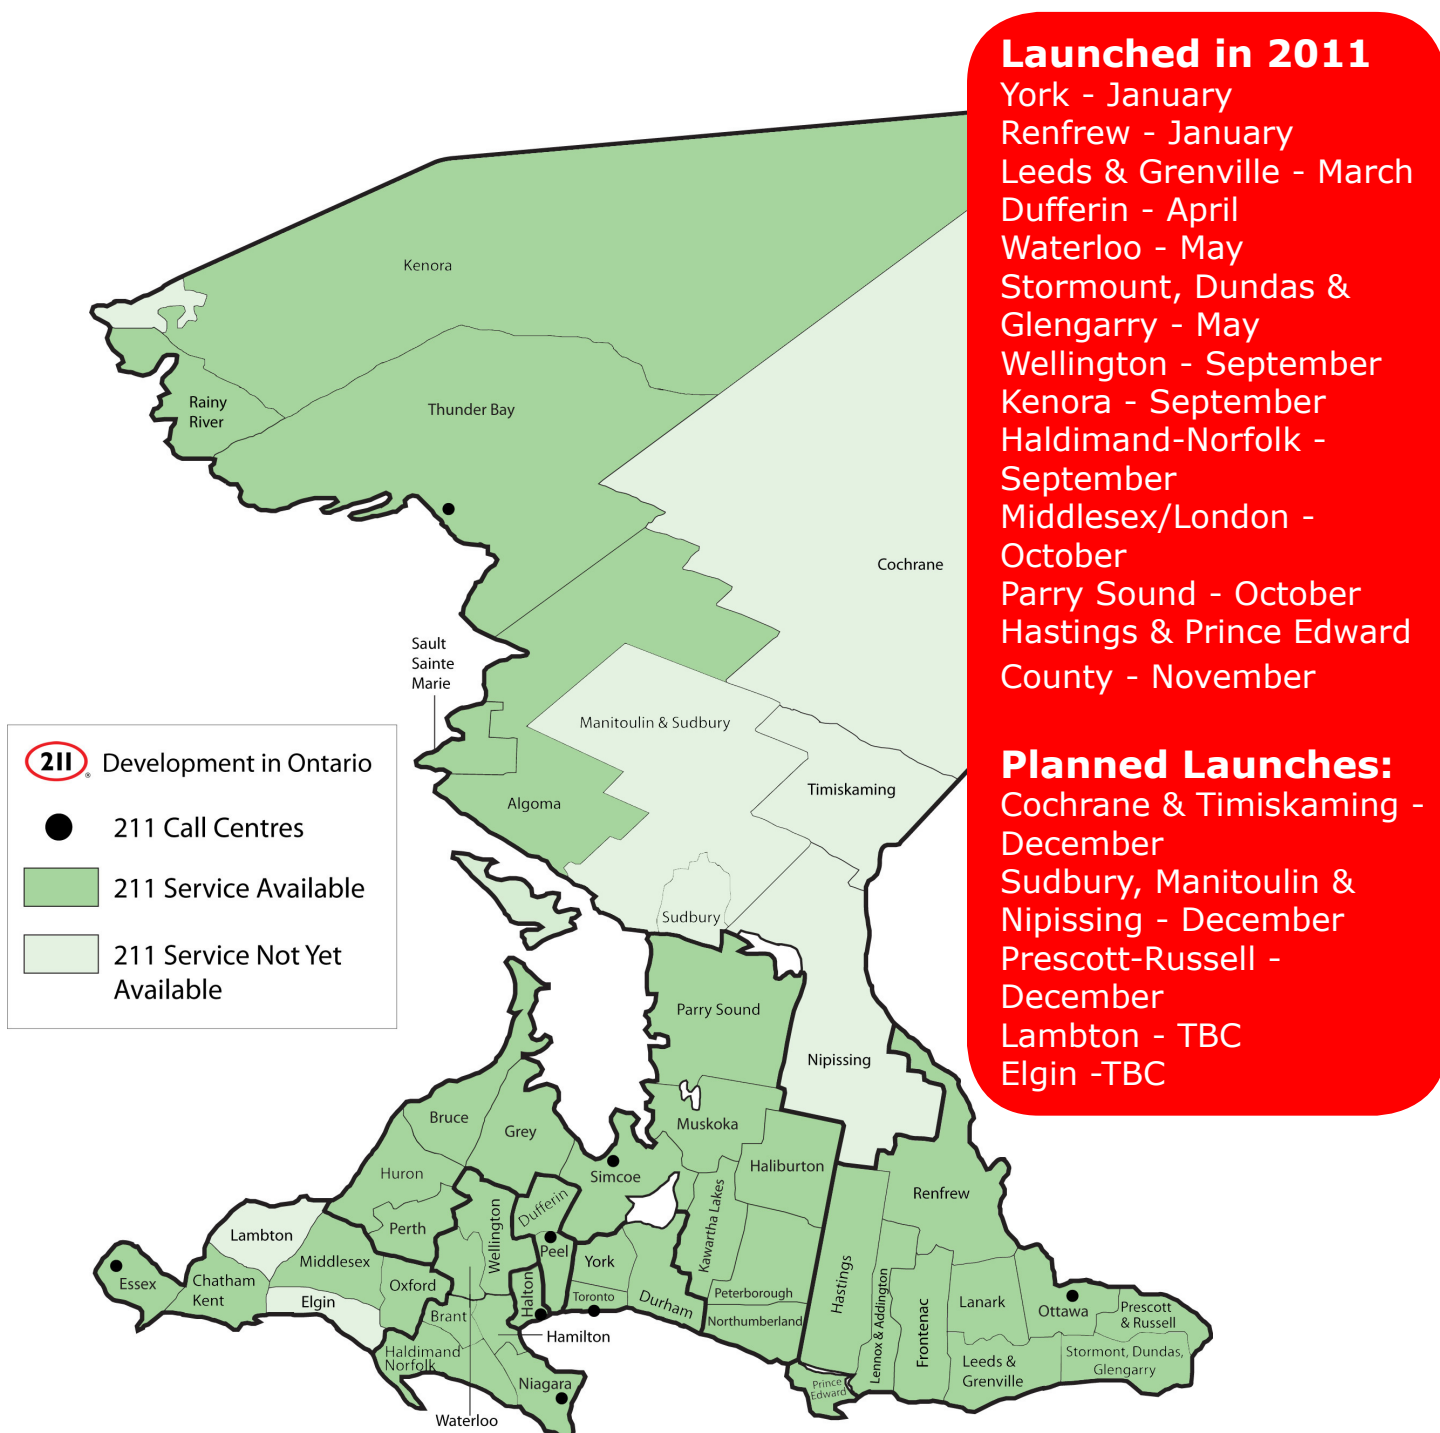 Launched in 2011
York - January
Renfrew - January
Leeds & Grenville - March
Dufferin - April
Waterloo - May
Stormount, Dundas &
Glengarry - May
Wellington - September
Kenora - September
Haldimand-Norfolk -
September
Middlesex/London -
October
Parry Sound - October
Hastings & Prince Edward
County - November
Planned Launches:
Cochrane & Timiskaming -
December
Sudbury, Manitoulin &
Nipissing - December
Prescott-Russell -
December
Lambton - TBC
Elgin -TBC
Kenora
Rainy
River
Thunder Bay
Cochrane
Sault
Sainte
Marie
Manitoulin & Sudbury
Timiskaming
Algoma
Sudbury
211 ® Development in Ontario
211 Call Centres
211 Service Available
211 Service Not Yet
Available
Parry Sound
Nipissing
Bruce
Grey
Muskoka
Haliburton
Huron
Simcoe
Renfrew
Dufferin
Kawartha Lakes
Perth
Lambton
Wellington
Middlesex
Peel
York
Hastings
Essex
Chatham
Kent
Oxford
Elgin
Halton
Toronto
Durham
Peterborough
Northumberland
Lennox & Addington
Frontenac
Lanark
Ottawa
Prescott
& Russell
Brant
Hamilton
Haldimand
Norfolk
Stormont, Dundas,
Glengarry
Leeds &
Grenville
Niagara
Prince
Edward
Waterloo